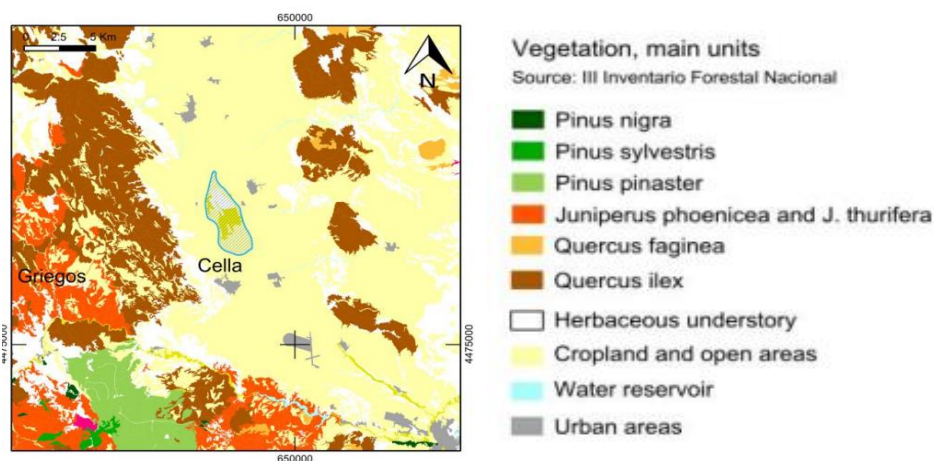 650000
0 2.5 5 Km
N
Cella
Griegos
4475000
4475000
650000
Vegetation, main units
Source: III Inventario Forestal Nacional
Pinus nigra
Pinus sylvestris
Pinus pinaster
Juniperus phoenicea and J. thurifera
Quercus faginea
Quercus ilex
Herbaceous understory
Cropland and open areas
Water reservoir
Urban areas